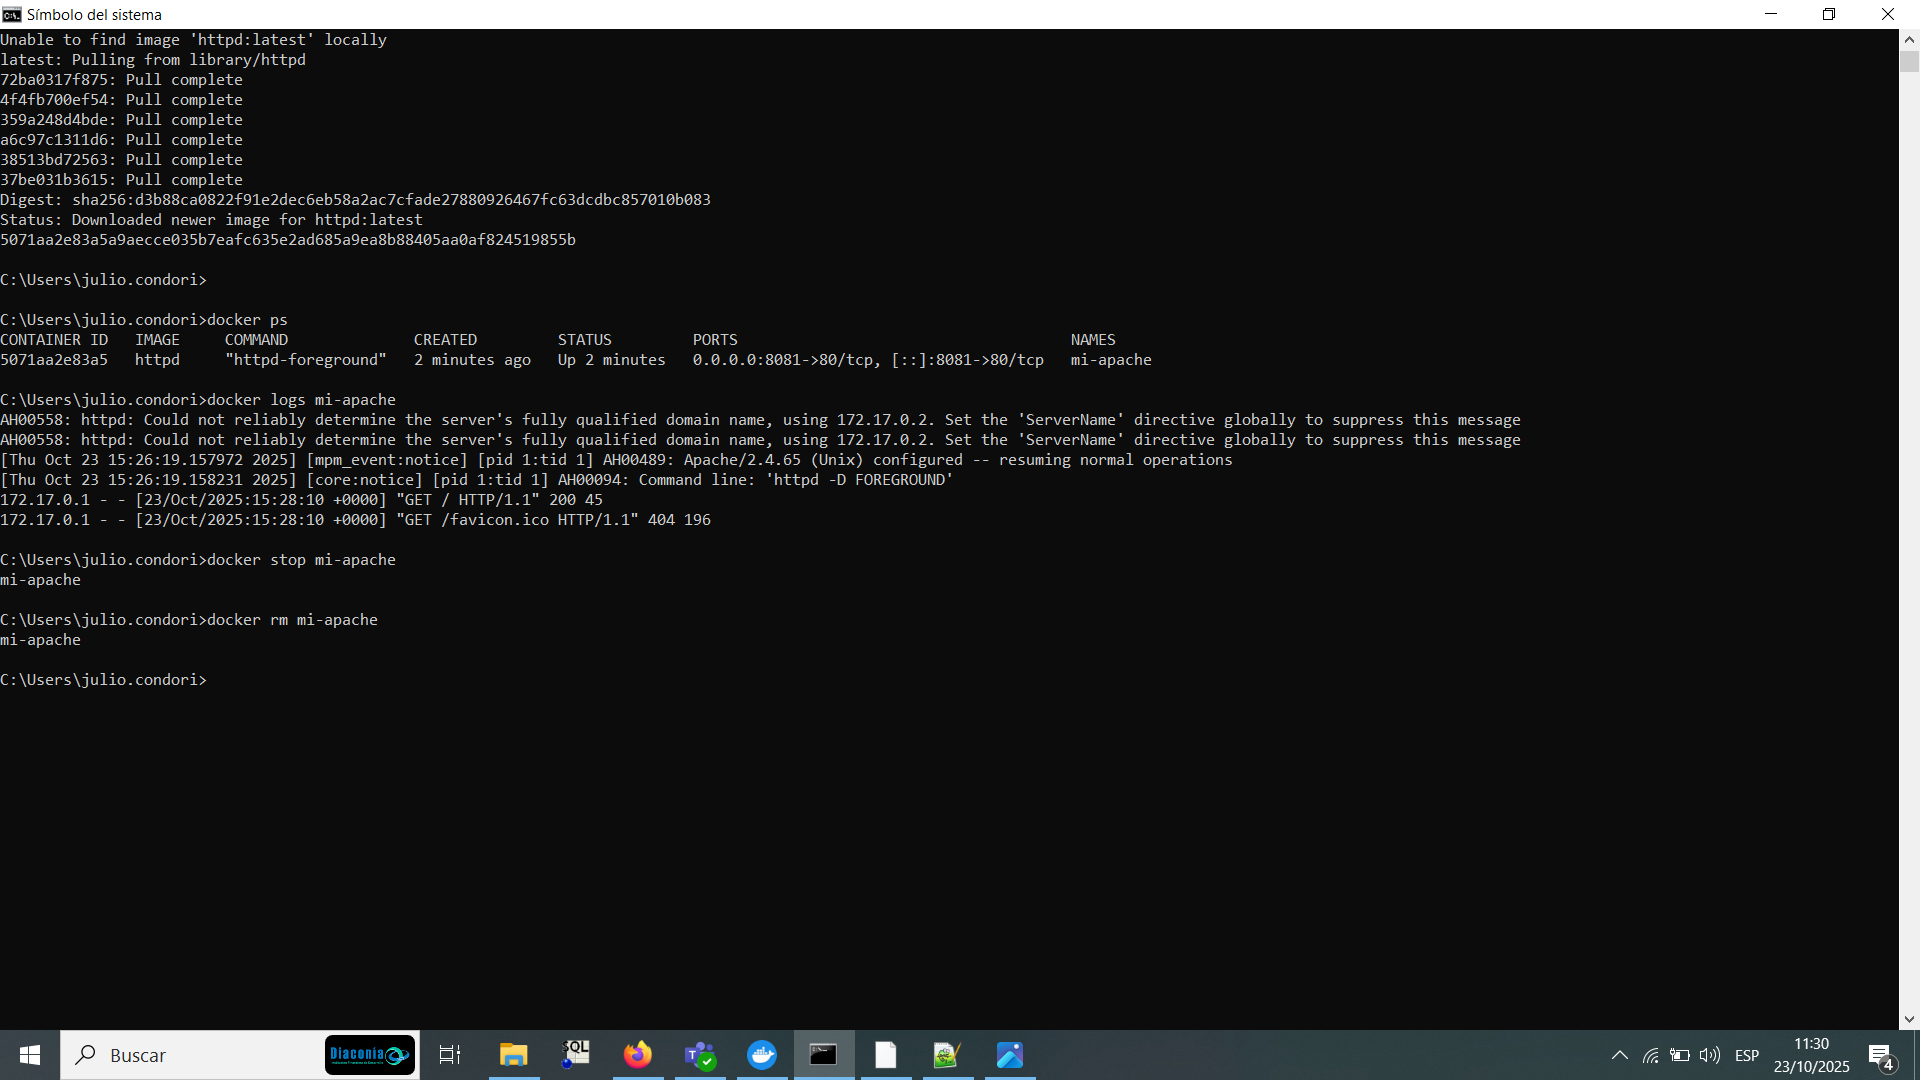 Símbolo del sistema
Unable to find image 'httpd:latest' locally
latest: Pulling from library/httpd
72ba0317f875: Pull complete
4f4fb700ef54: Pull complete
359a248d4bde: Pull complete
a6c97c1311d6: Pull complete
38513bd72563: Pull complete
37be031b3615: Pull complete
Digest: sha256:d3b88ca0822f91e2dec6eb58a2ac7cfade27880926467fc63dcdbc857010b083
Status: Downloaded newer image for httpd:latest
5071aa2e83a5a9aecce035b7eafc635e2ad685a9ea8b88405aa0af824519855b
C:\Users\julio.condori>
C:\Users\julio.condori>docker ps
CONTAINER ID   IMAGE     COMMAND              CREATED         STATUS         PORTS                                     NAMES
5071aa2e83a5   httpd     "httpd-foreground"   2 minutes ago   Up 2 minutes   0.0.0.0:8081->80/tcp, [::]:8081->80/tcp   mi-apache
C:\Users\julio.condori>docker logs mi-apache
AH00558: httpd: Could not reliably determine the server's fully qualified domain name, using 172.17.0.2. Set the 'ServerName' directive globally to suppress this message
AH00558: httpd: Could not reliably determine the server's fully qualified domain name, using 172.17.0.2. Set the 'ServerName' directive globally to suppress this message
[Thu Oct 23 15:26:19.157972 2025] [mpm_event:notice] [pid 1:tid 1] AH00489: Apache/2.4.65 (Unix) configured -- resuming normal operations
[Thu Oct 23 15:26:19.158231 2025] [core:notice] [pid 1:tid 1] AH00094: Command line: 'httpd -D FOREGROUND'
172.17.0.1 - - [23/Oct/2025:15:28:10 +0000] "GET / HTTP/1.1" 200 45
172.17.0.1 - - [23/Oct/2025:15:28:10 +0000] "GET /favicon.ico HTTP/1.1" 404 196
C:\Users\julio.condori>docker stop mi-apache
mi-apache
C:\Users\julio.condori>docker rm mi-apache
mi-apache
C:\Users\julio.condori>
Buscar
Diaconía
SQL
ESP
11:30
23/10/2025
4